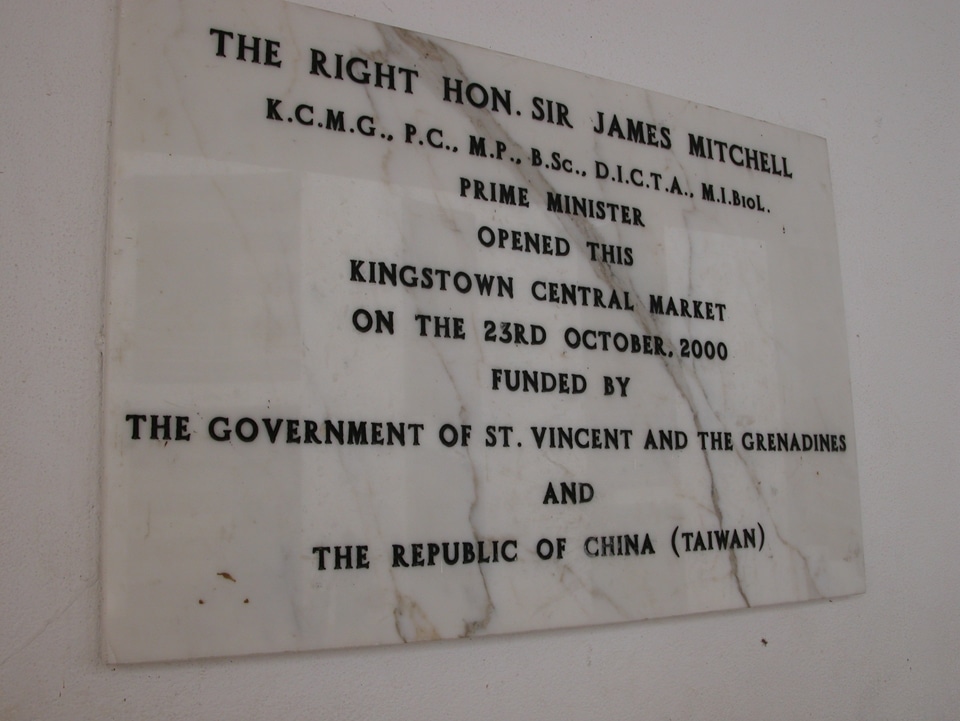 THE RIGHT HON. SIR JAMES MITCHELL
K.C.M.G., P.C., M.P., B.Sc., D.I.C.T.A., M.I.BIOL.
PRIME MINISTER
OPENED THIS
KINGSTOWN CENTRAL MARKET
ON THE 23RD OCTOBER, 2000
FUNDED BY
THE GOVERNMENT OF ST. VINCENT AND THE GRENADINES
AND
THE REPUBLIC OF CHINA (TAIWAN)